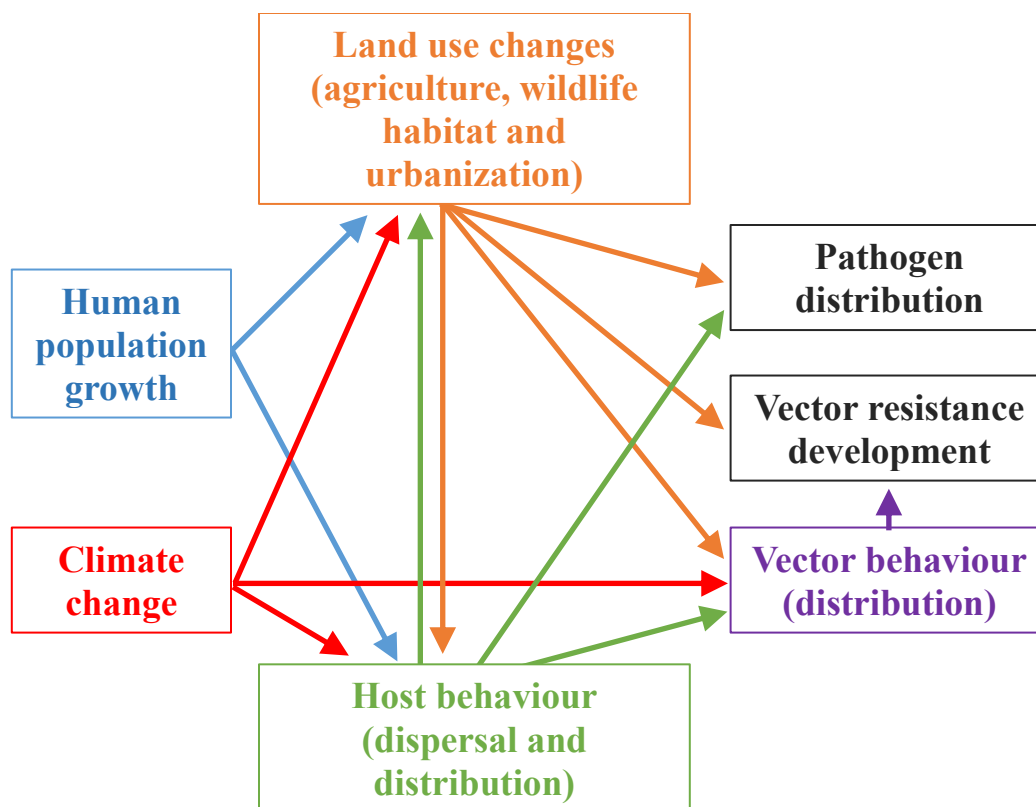 Land use changes
(agriculture, wildlife
habitat and
urbanization)
Pathogen
distribution
Human
population
growth
Vector resistance
development
Climate
change
Vector behaviour
(distribution)
Host behaviour
(dispersal and
distribution)